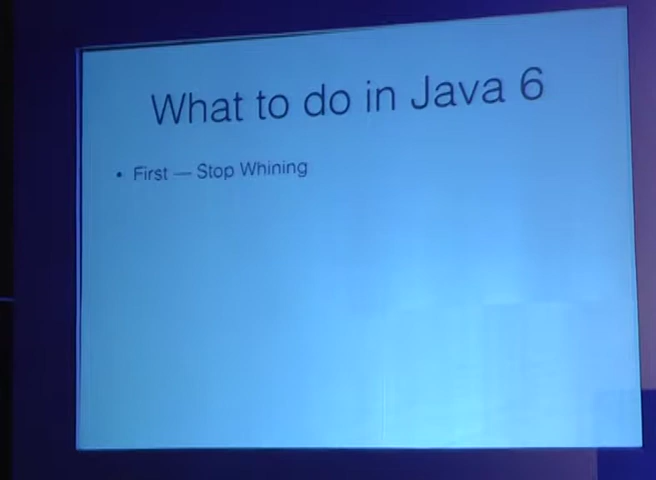 What to do in Java 6
• First — Stop Whining